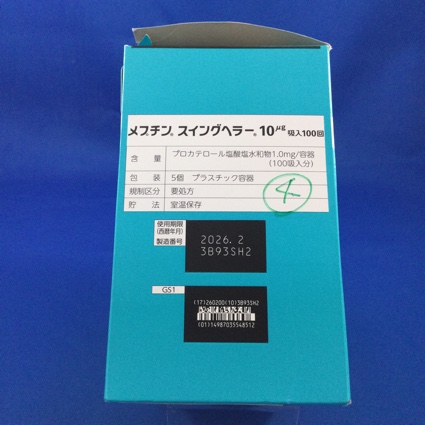 メプチン® スイングヘラー® 10μg 吸入100回
含量 プロカテロール塩酸塩水和物1.0mg/容器
(100吸入分)
包装 5個 プラスチック容器
規制区分 要処方
貯法 室温保存
④
使用期限
(西暦年月)
2026. 2
製造番号
3B93SH2
GS1
(17)260200(10)3B93SH2
(01)14987035548512